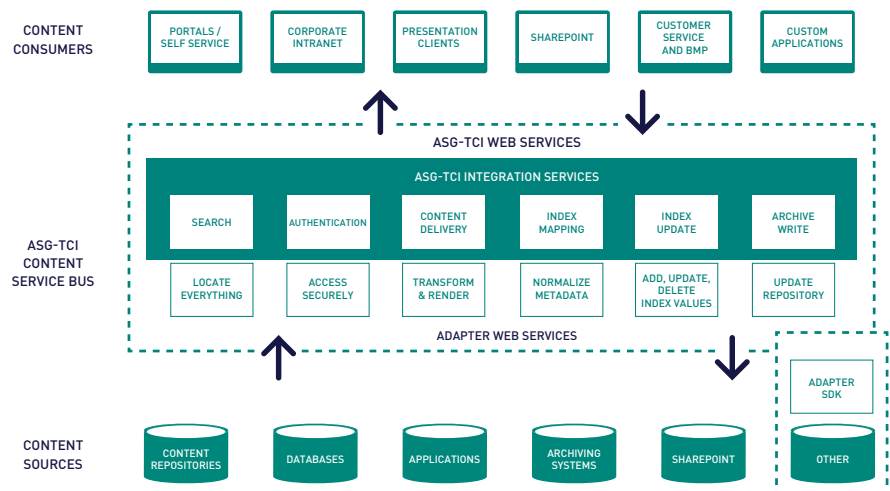 CONTENT
CONSUMERS
PORTALS /
SELF SERVICE
CORPORATE
INTRANET
PRESENTATION
CLIENTS
SHAREPOINT
CUSTOMER
SERVICE
AND BMP
CUSTOM
APPLICATIONS
ASG-TCI WEB SERVICES
ASG-TCI INTEGRATION SERVICES
ASG-TCI
CONTENT
SERVICE BUS
SEARCH
AUTHENTICATION
CONTENT
DELIVERY
INDEX
MAPPING
INDEX
UPDATE
ARCHIVE
WRITE
LOCATE
EVERYTHING
ACCESS
SECURELY
TRANSFORM
& RENDER
NORMALIZE
METADATA
ADD, UPDATE,
DELETE
INDEX VALUES
UPDATE
REPOSITORY
ADAPTER WEB SERVICES
ADAPTER
SDK
CONTENT
SOURCES
CONTENT
REPOSITORIES
DATABASES
APPLICATIONS
ARCHIVING
SYSTEMS
SHAREPOINT
OTHER